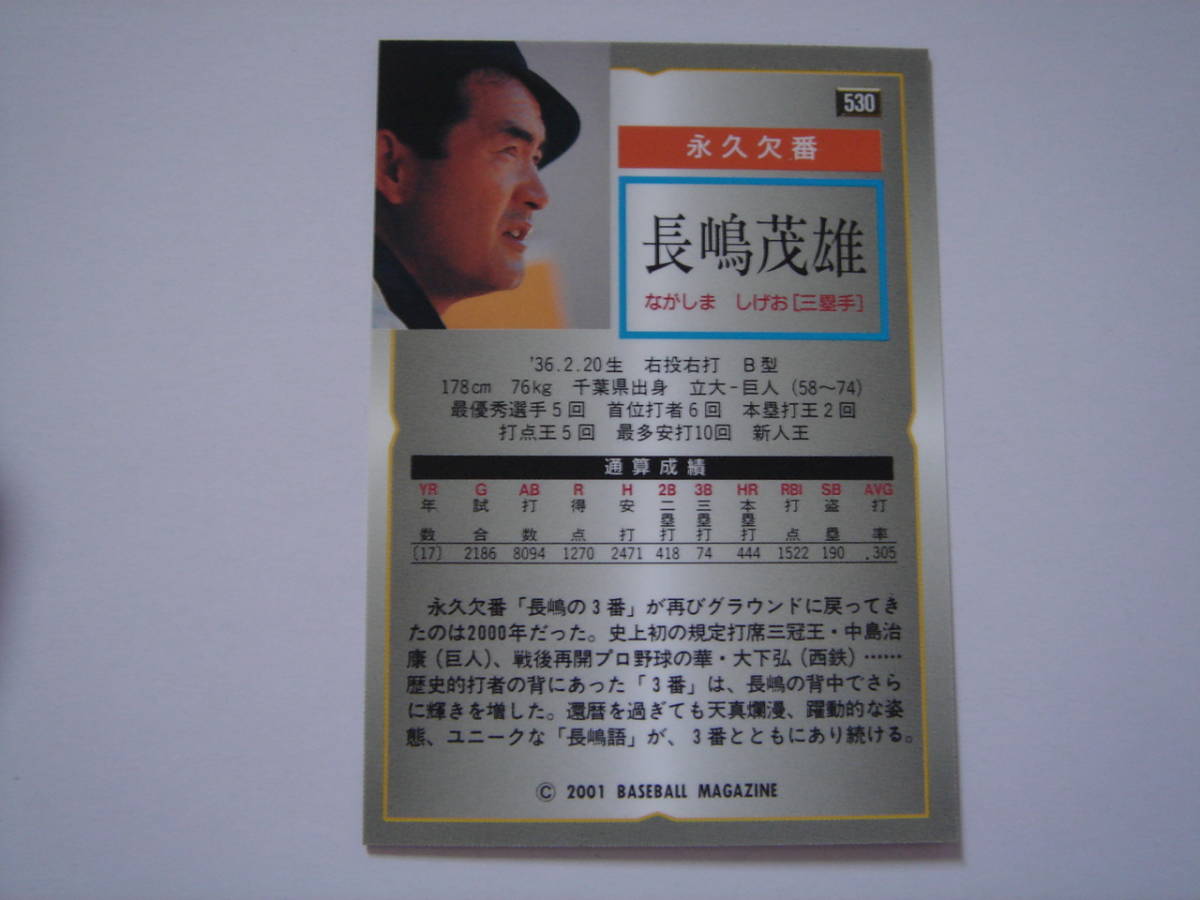 530
永久欠番
長嶋茂雄
ながしま しげお[三塁手]
'36.2.20生 右投右打 B型
178cm 76kg 千葉県出身 立大-巨人(58～74)
最優秀選手5回 首位打者6回 本塁打王2回
打点王5回 最多安打10回 新人王
通算成績
YR G AB R H 2B 3B HR RBI SB AVG
年数 試合 打数 得点 安打 二塁打 三塁打 本塁打 打点 盗塁 打率
(17) 2186 8094 1270 2471 418 74 444 1522 190 .305
永久欠番「長嶋の3番」が再びグラウンドに戻ってき
たのは2000年だった。史上初の規定打席三冠王・中島治
康(巨人)、戦後再開プロ野球の華・大下弘(西鉄)……
歴史的打者の背にあった「3番」は、長嶋の背中でさら
に輝きを増した。還暦を過ぎても天真爛漫、躍動的な姿
態、ユニークな「長嶋語」が、3番とともにあり続ける。
© 2001 BASEBALL MAGAZINE